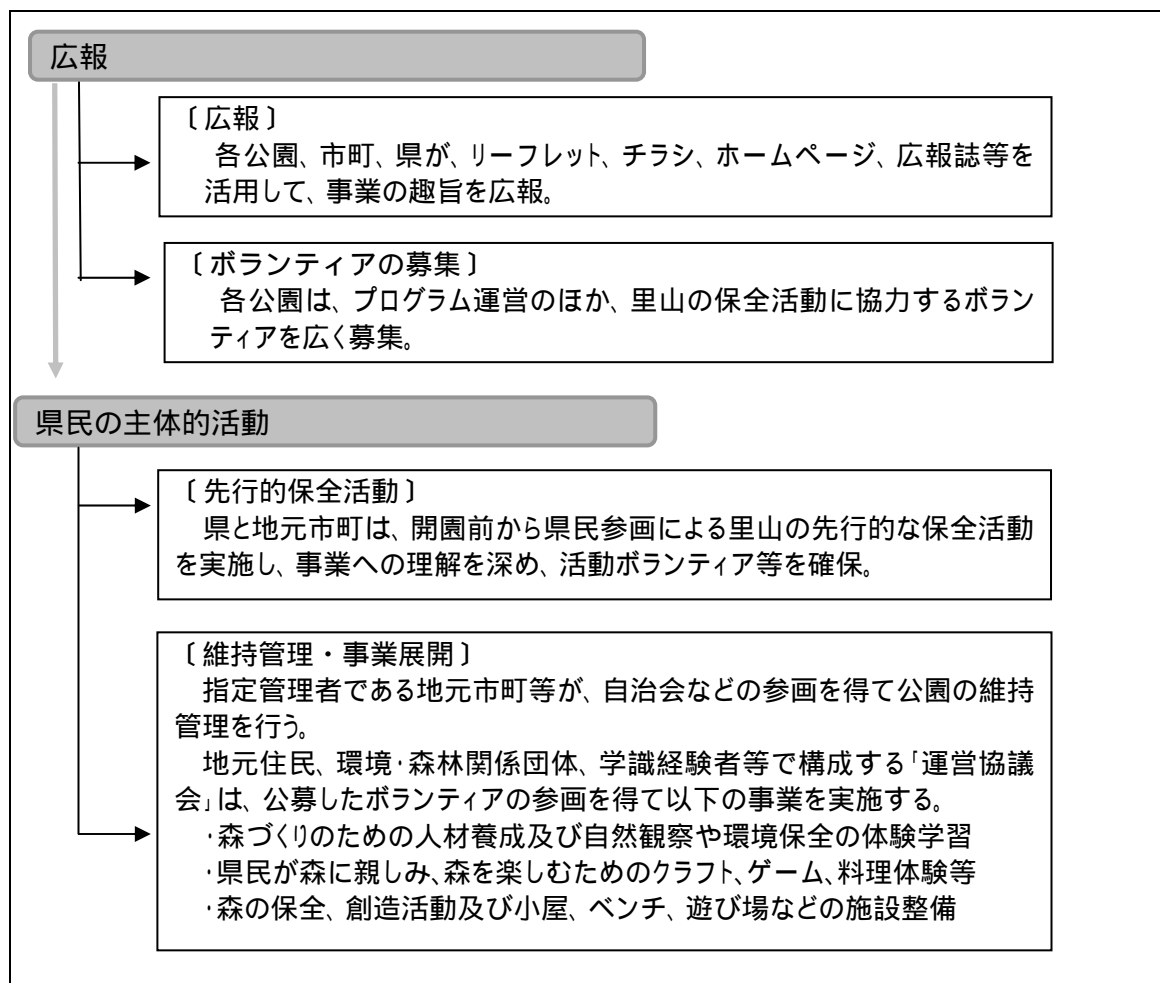 広報
〔広報〕
各公園、市町、県が、リーフレット、チラシ、ホームページ、広報誌等を
活用して、事業の趣旨を広報。
〔ボランティアの募集〕
各公園は、プログラム運営のほか、里山の保全活動に協力するボラン
ティアを広く募集。
県民の主体的活動
〔先行的保全活動〕
県と地元市町は、開園前から県民参画による里山の先行的な保全活動
を実施し、事業への理解を深め、活動ボランティア等を確保。
〔維持管理・事業展開〕
指定管理者である地元市町等が、自治会などの参画を得て公園の維持
管理を行う。
地元住民、環境・森林関係団体、学識経験者等で構成する「運営協議
会」は、公募したボランティアの参画を得て以下の事業を実施する。
・森づくりのための人材養成及び自然観察や環境保全の体験学習
・県民が森に親しみ、森を楽しむためのクラフト、ゲーム、料理体験等
・森の保全、創造活動及び小屋、ベンチ、遊び場などの施設整備